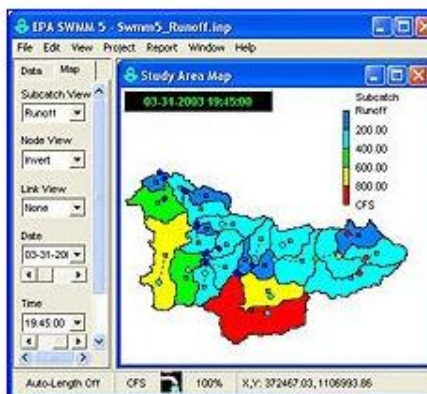 EPA SWMM 5 - Swmm5_Runoff.inp
File Edit View Project Report Window Help
Data Map
Subcatch View
Runoff
Node View
Invert
Link View
None
Date
03-31-200
Time
19:45:00
Study Area Map
03-31-2003 19:45:00
Subcatch
Runoff
200.00
400.00
600.00
800.00
CFS
Auto-Length Off CFS 100% X,Y: 372467.03, 1106993.86